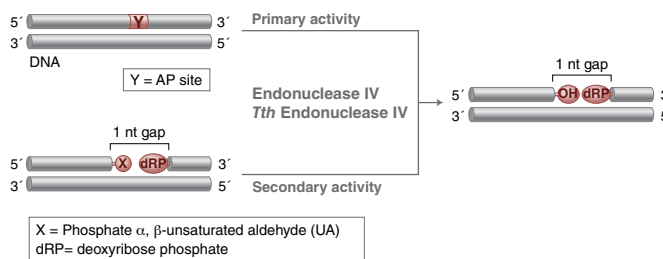 5´ Y 3´ Primary activity
3´ 5´
DNA
Y = AP site
Endonuclease IV
Tth Endonuclease IV
1 nt gap
5´ OH dRP 3´
3´ 5´
1 nt gap
5´ X dRP 3´
3´ 5´ Secondary activity
X = Phosphate α, β-unsaturated aldehyde (UA)
dRP= deoxyribose phosphate